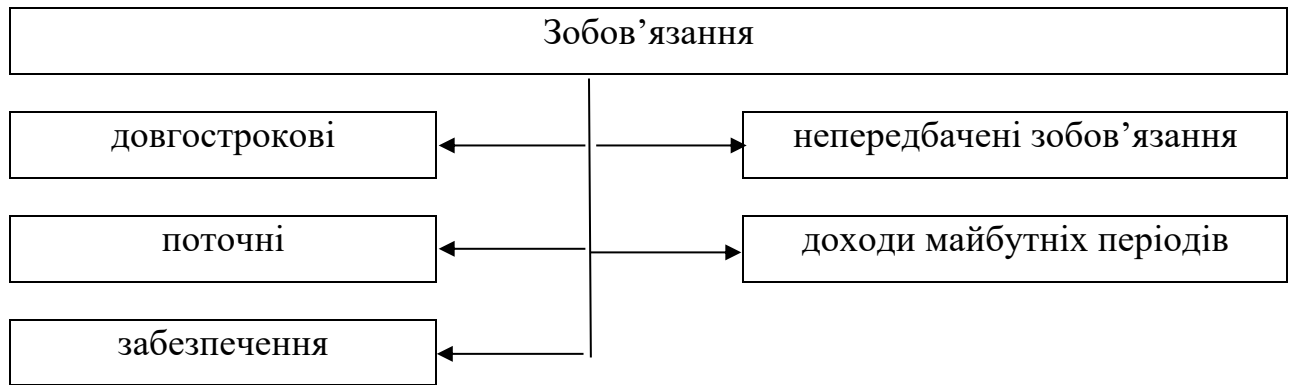 Зобов’язання
довгострокові
непередбачені зобов’язання
поточні
доходи майбутніх періодів
забезпечення